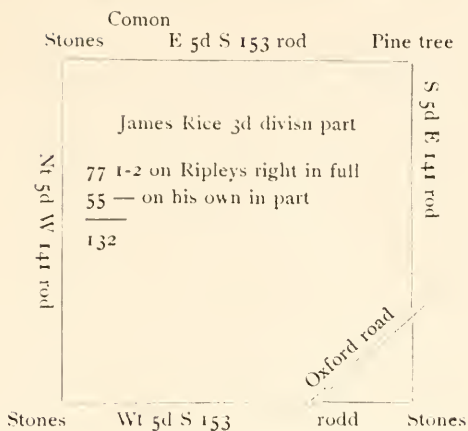 Comon
Stones E 5d S 153 rod Pine tree
S 5d E 141 rod
James Rice 3d divisn part
77 1-2 on Ripleys right in full
55 — on his own in part
132
Nt 5d W 141 rod
Oxford road
Stones Wt 5d S 153 rodd Stones